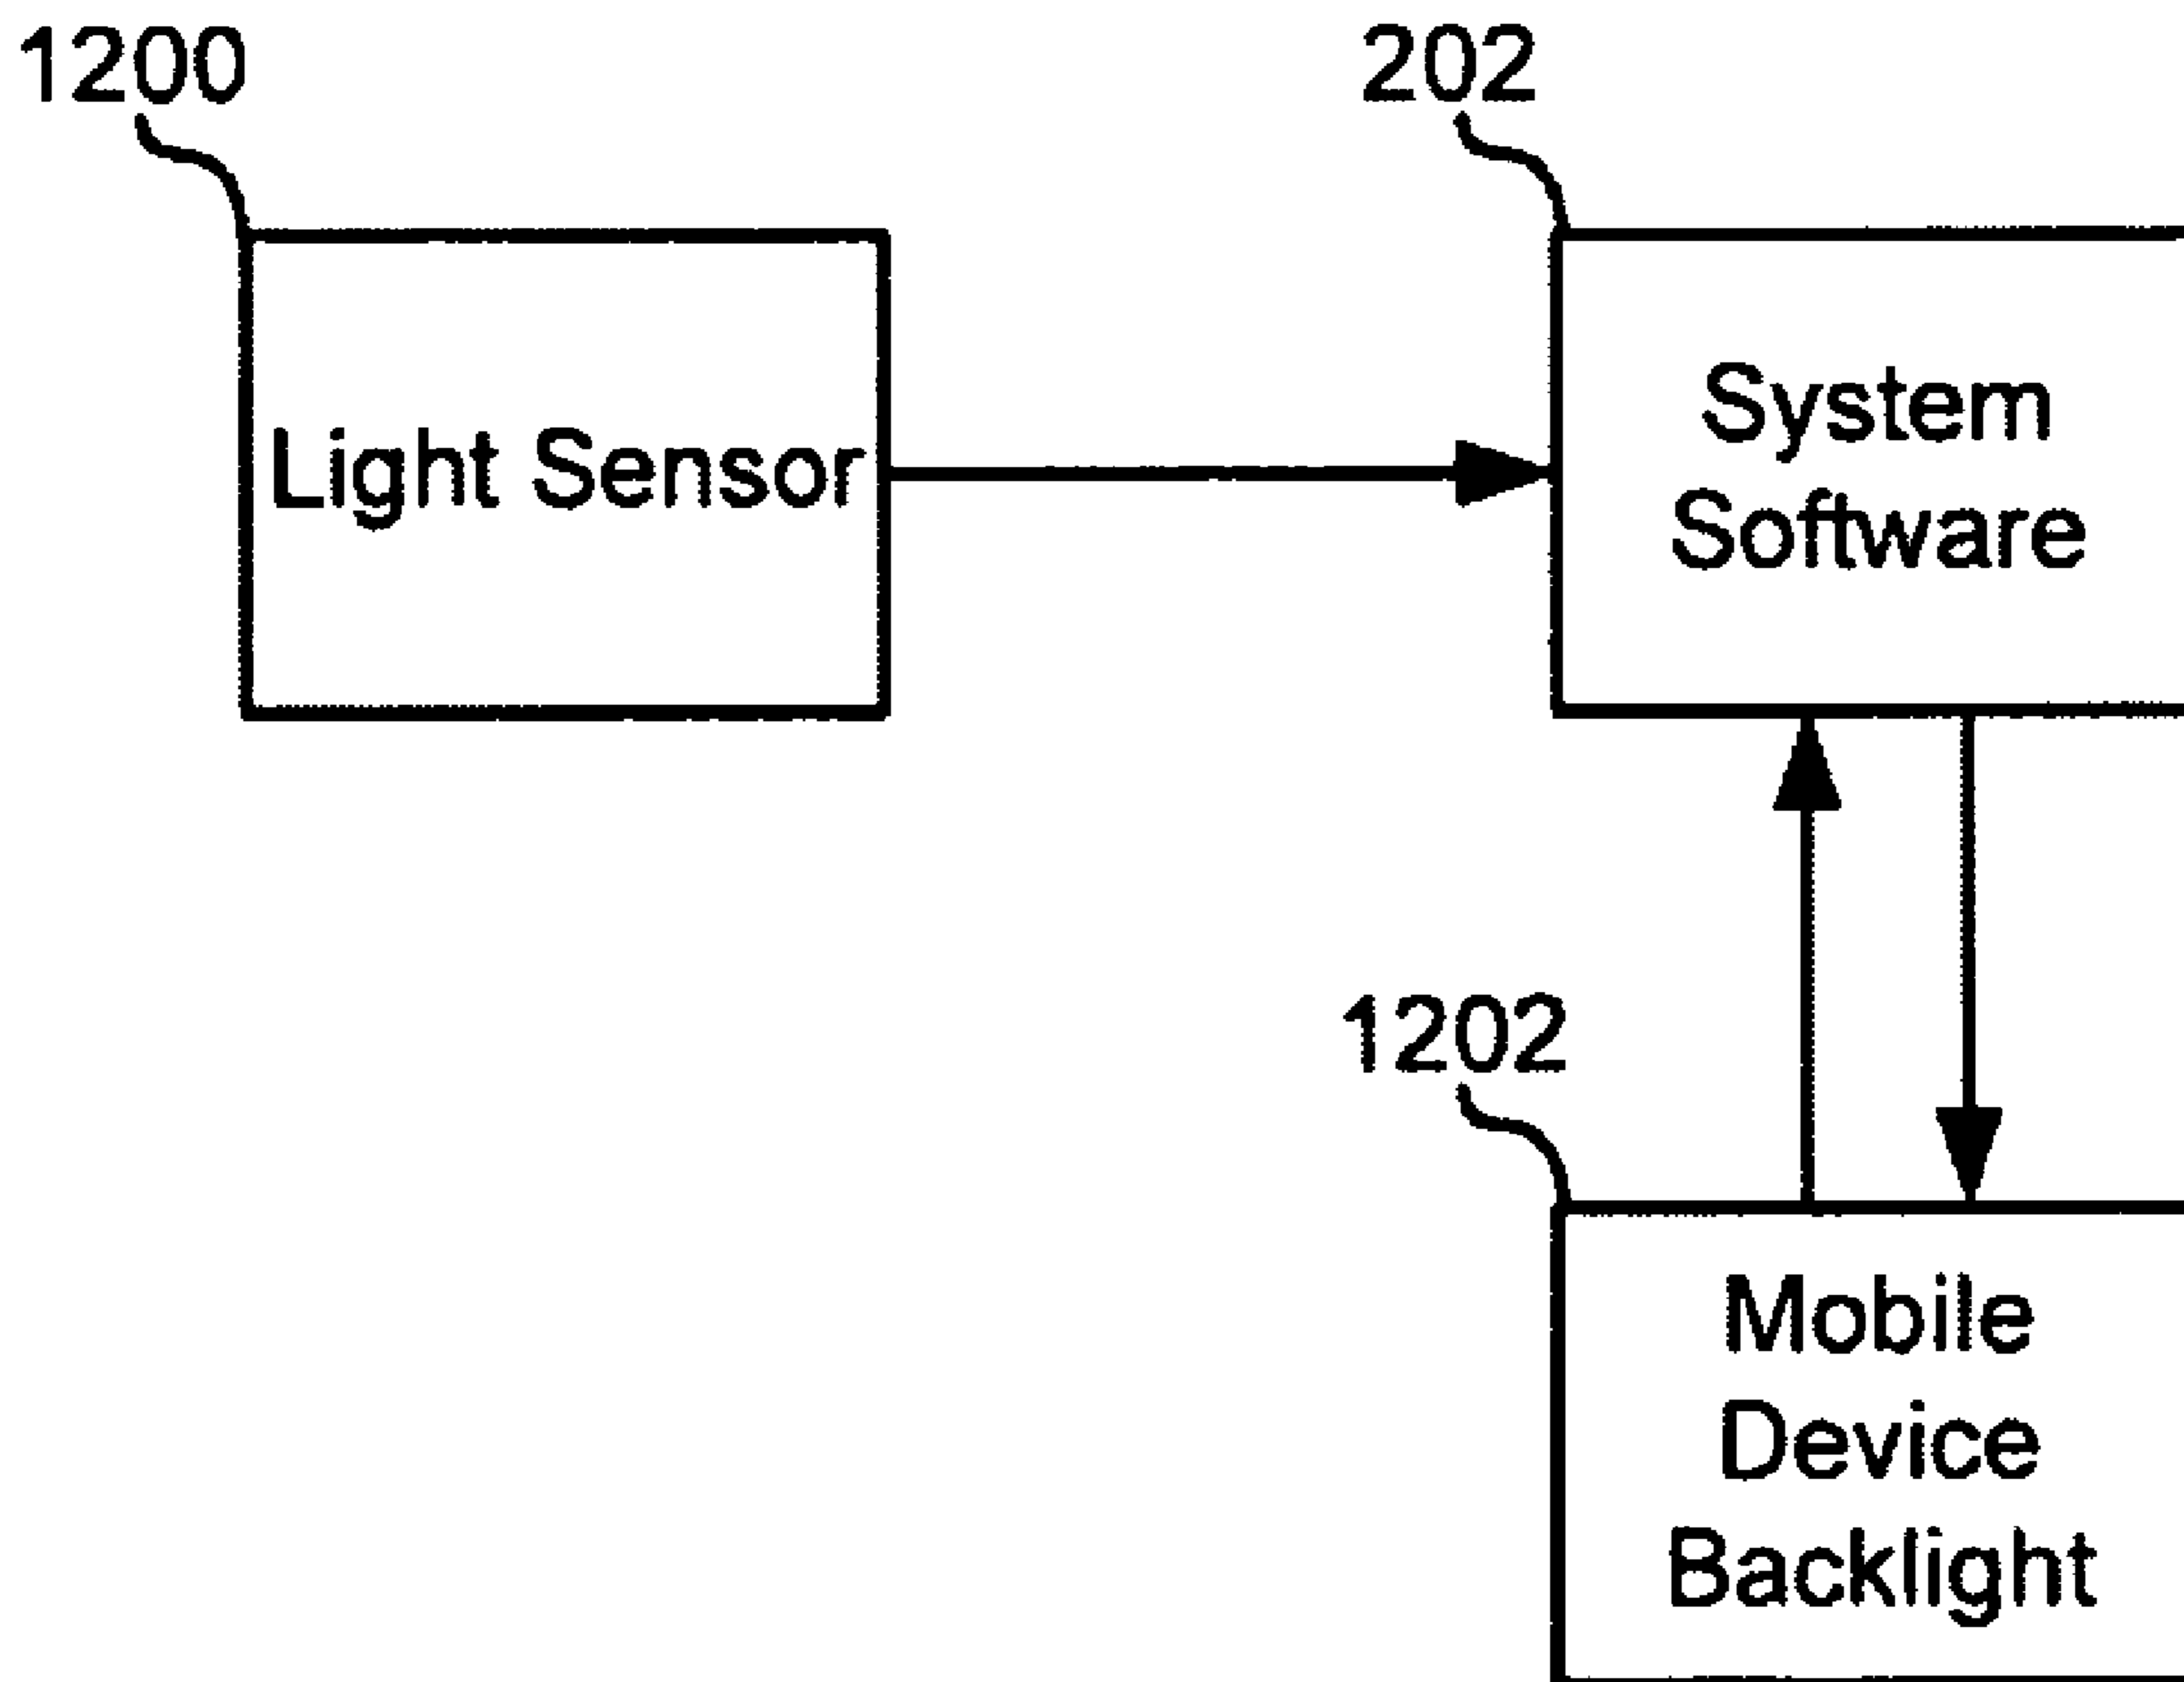 1200
202
Light Sensor
System
Software
1202
Mobile
Device
Backlight